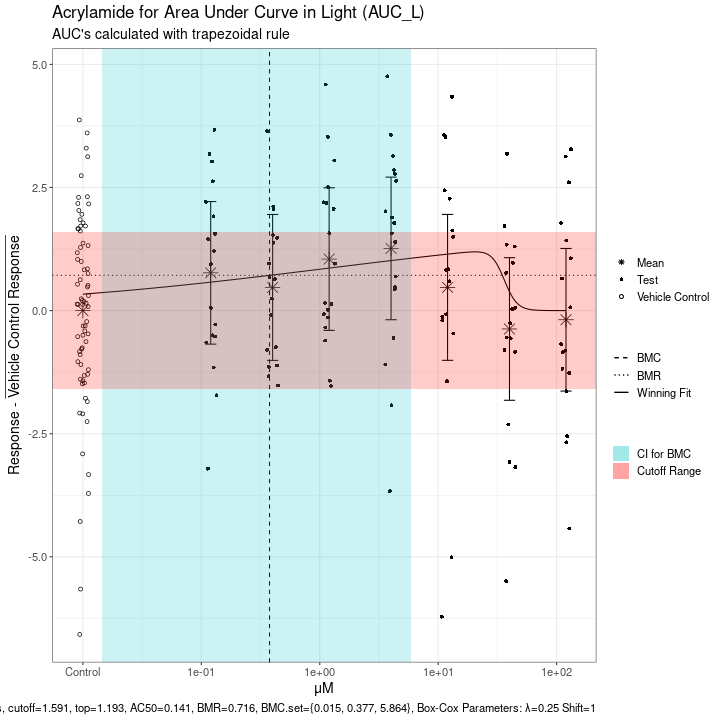 Acrylamide for Area Under Curve in Light (AUC_L)
AUC's calculated with trapezoidal rule
Response - Vehicle Control Response
5.0
2.5
0.0
-2.5
-5.0
Control
1e-01
1e+00
1e+01
1e+02
μM
Mean
Test
Vehicle Control
BMC
BMR
Winning Fit
CI for BMC
Cutoff Range
, cutoff=1.591, top=1.193, AC50=0.141, BMR=0.716, BMC.set={0.015, 0.377, 5.864}, Box-Cox Parameters: λ=0.25 Shift=1